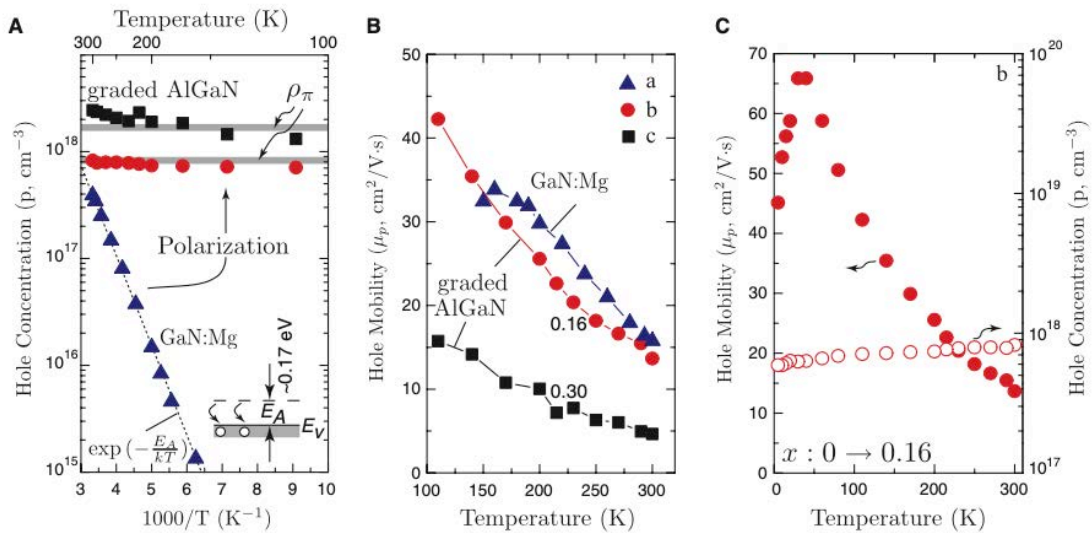 A
Temperature (K)
300 200 100
graded AlGaN
ρπ
Polarization
GaN:Mg
exp(-E_A/kT)
E_A ~0.17 eV
E_V
Hole Concentration (p, cm⁻³)
10¹⁸
10¹⁷
10¹⁶
10¹⁵
3 4 5 6 7 8 9 10
1000/T (K⁻¹)
B
50
40
30
20
10
0
Hole Mobility (μₚ, cm²/V·s)
a
b
c
GaN:Mg
graded
AlGaN
0.16
0.30
100 150 200 250 300
Temperature (K)
C
b
70
60
50
40
30
20
10
0
Hole Mobility (μₚ, cm²/V·s)
10²⁰
10¹⁹
10¹⁸
10¹⁷
Hole Concentration (p, cm⁻³)
x : 0 → 0.16
0 100 200 300
Temperature (K)